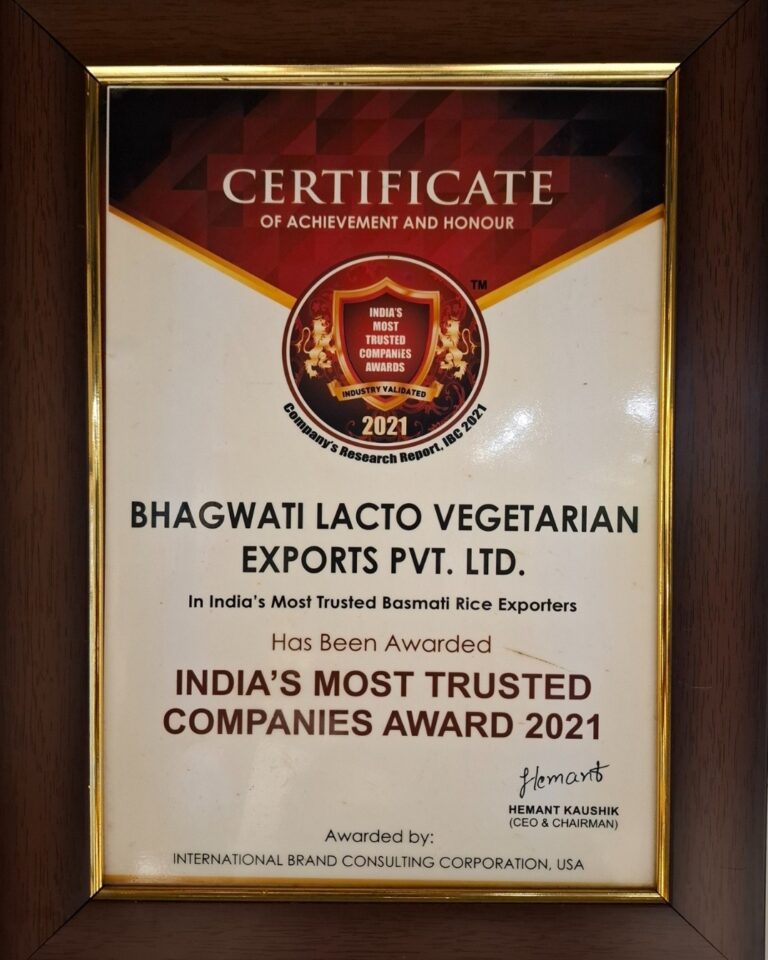 CERTIFICATE
OF ACHIEVEMENT AND HONOUR
TM
INDIA'S
MOST
TRUSTED
COMPANIES
AWARDS
INDUSTRY VALIDATED
2021
Company's Research Report, IBC 2021
BHAGWATI LACTO VEGETARIAN
EXPORTS PVT. LTD.
In India's Most Trusted Basmati Rice Exporters
Has Been Awarded
INDIA'S MOST TRUSTED
COMPANIES AWARD 2021
Hemant
HEMANT KAUSHIK
(CEO & CHAIRMAN)
Awarded by:
INTERNATIONAL BRAND CONSULTING CORPORATION, USA